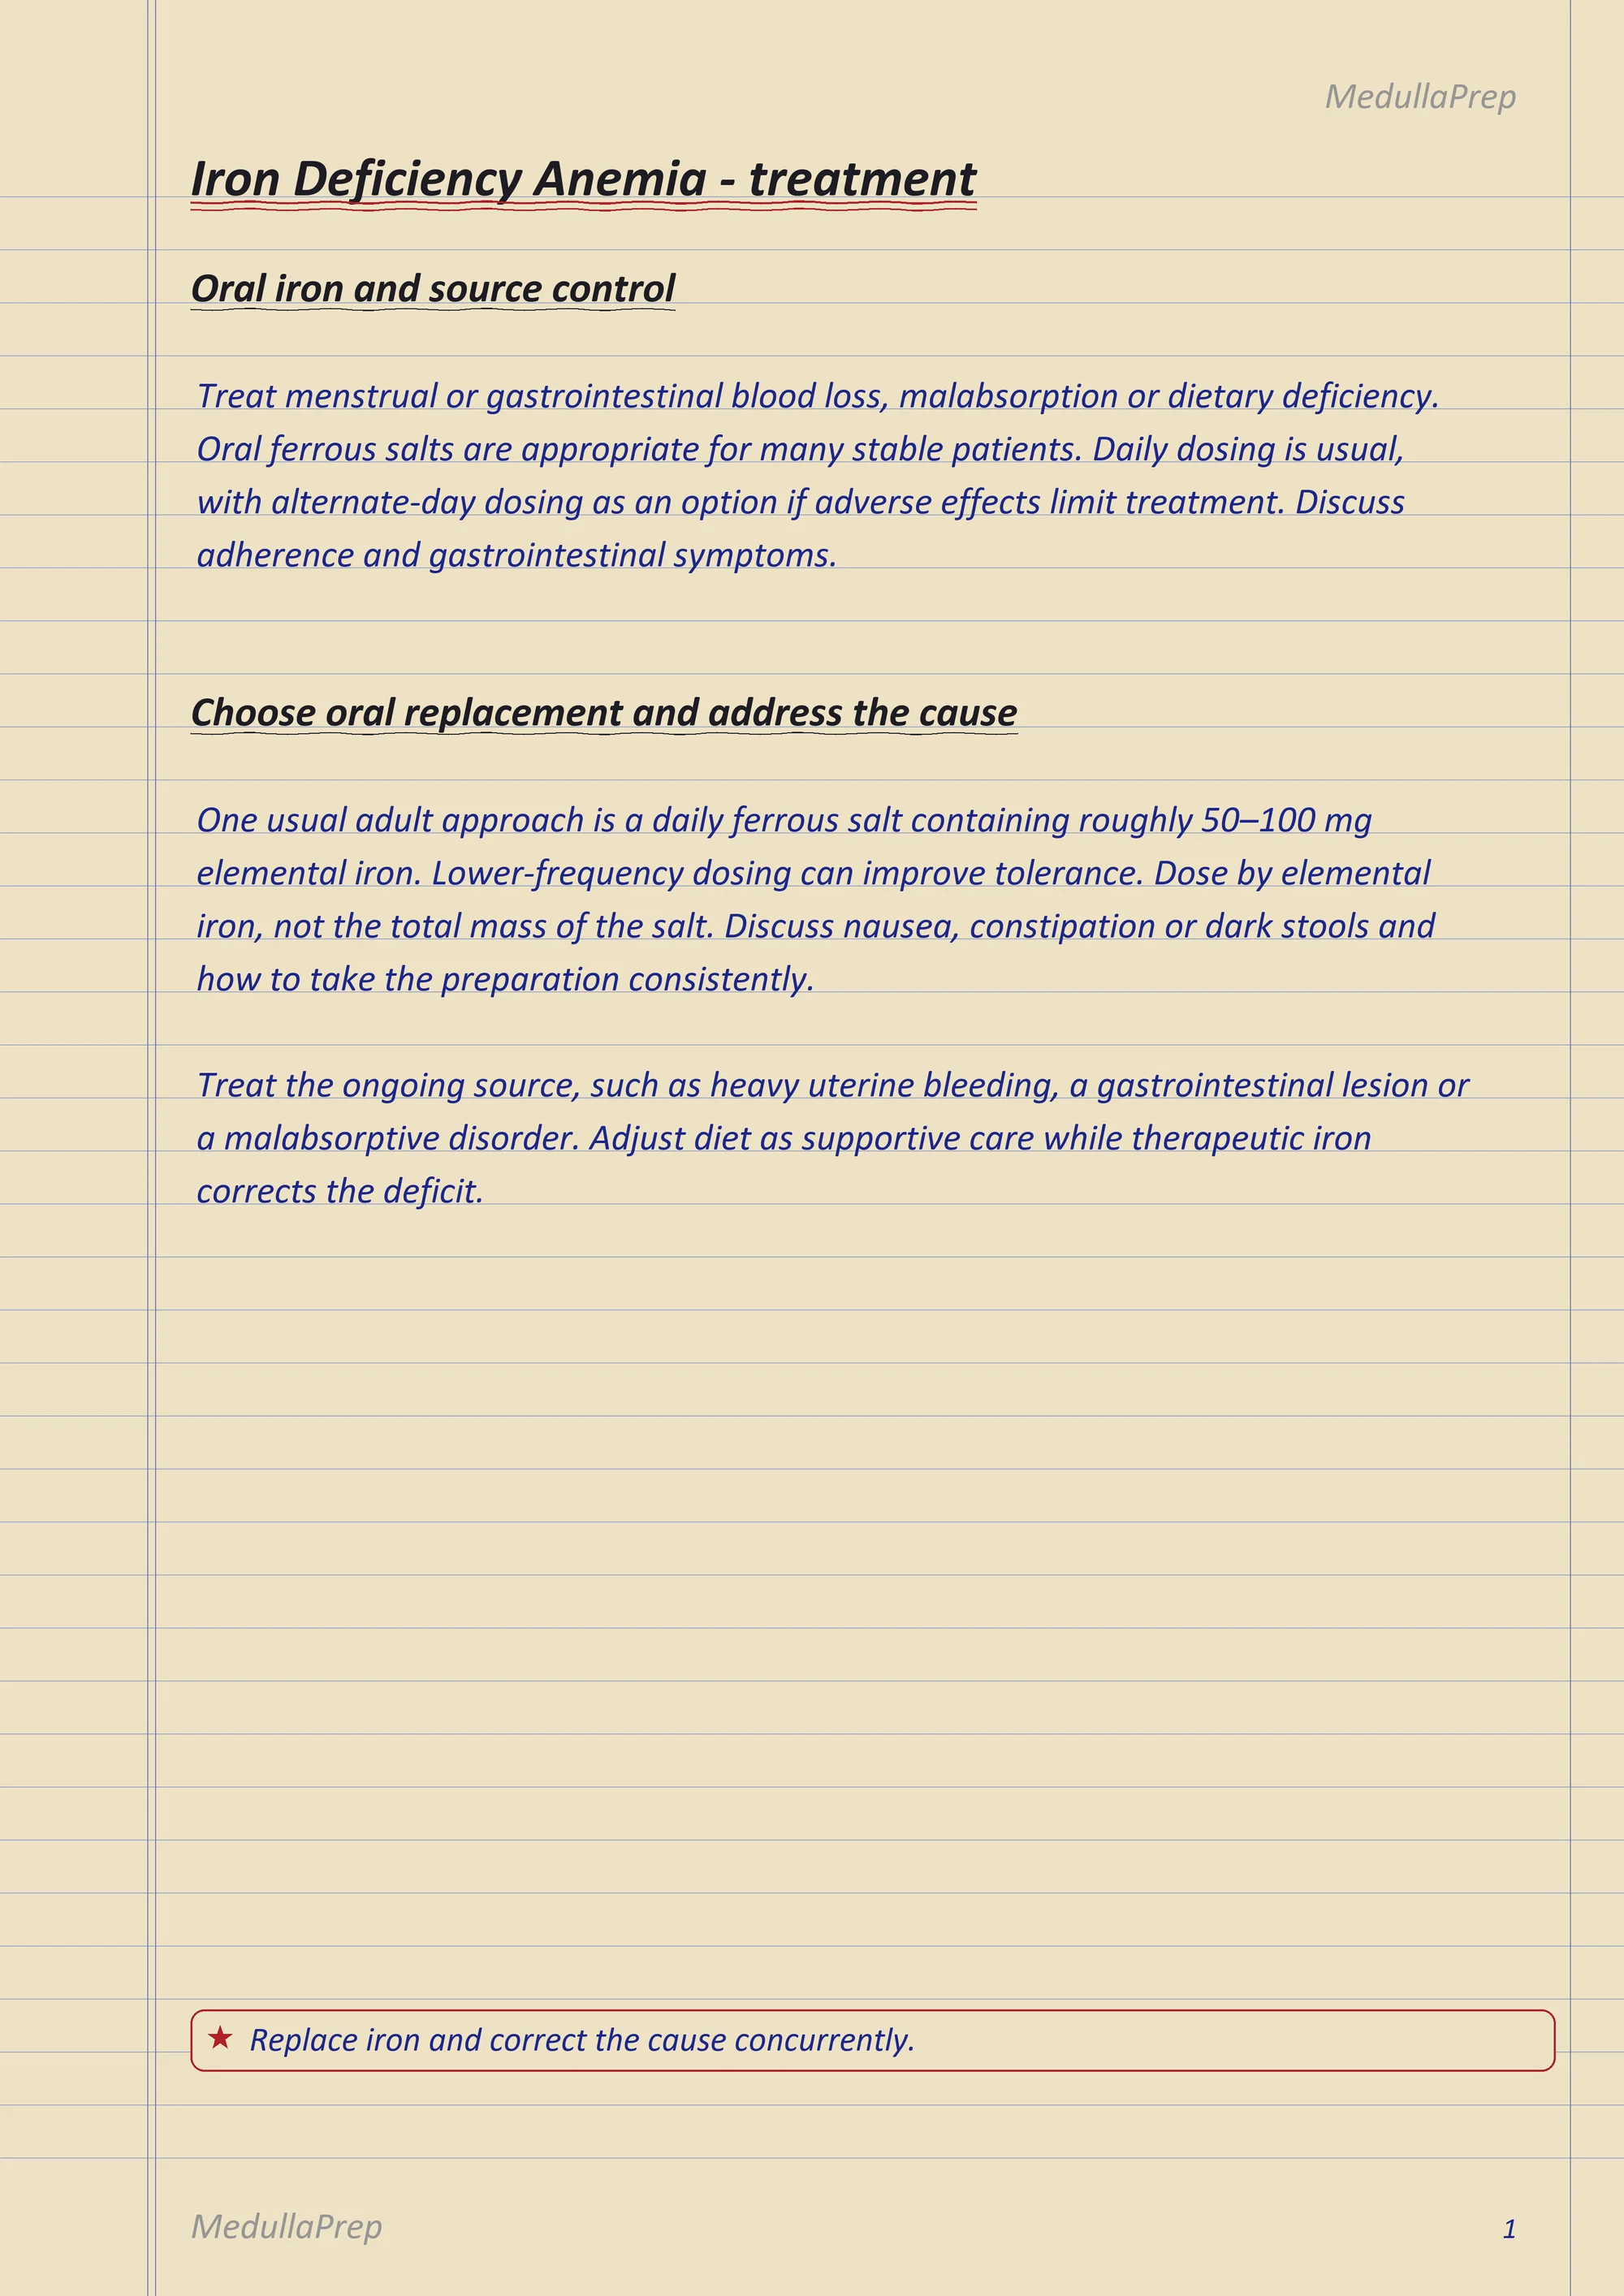 MedullaPrep
Iron Deficiency Anemia - treatment
Oral iron and source control
Treat menstrual or gastrointestinal blood loss, malabsorption or dietary deficiency.
Oral ferrous salts are appropriate for many stable patients. Daily dosing is usual,
with alternate-day dosing as an option if adverse effects limit treatment. Discuss
adherence and gastrointestinal symptoms.
Choose oral replacement and address the cause
One usual adult approach is a daily ferrous salt containing roughly 50–100 mg
elemental iron. Lower-frequency dosing can improve tolerance. Dose by elemental
iron, not the total mass of the salt. Discuss nausea, constipation or dark stools and
how to take the preparation consistently.
Treat the ongoing source, such as heavy uterine bleeding, a gastrointestinal lesion or
a malabsorptive disorder. Adjust diet as supportive care while therapeutic iron
corrects the deficit.
★ Replace iron and correct the cause concurrently.
MedullaPrep
1